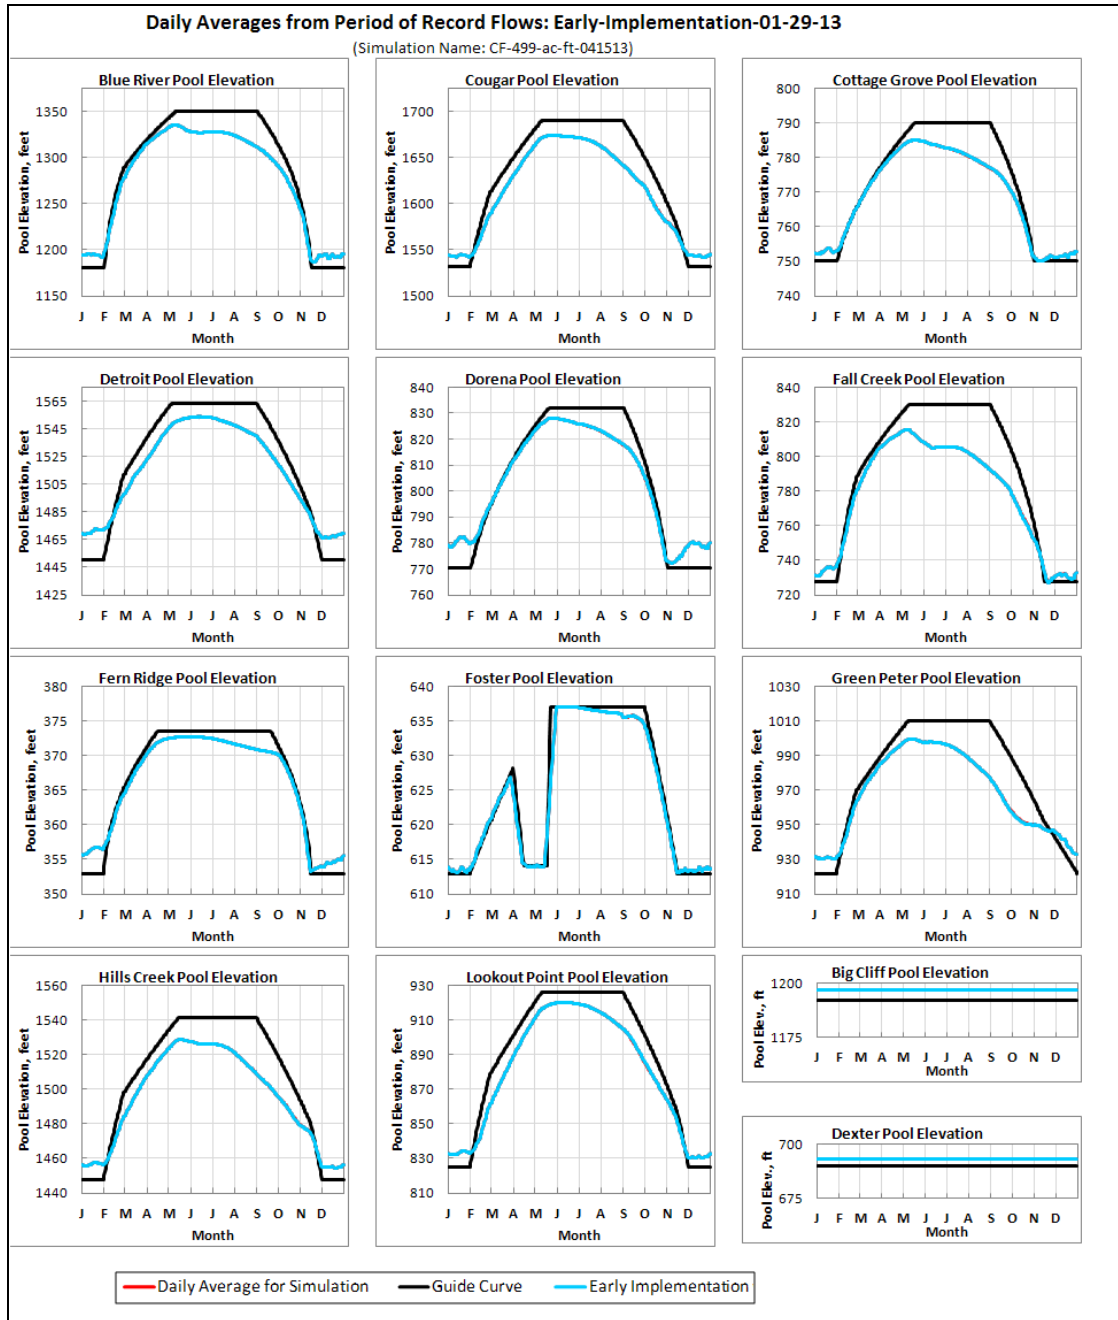 Daily Averages from Period of Record Flows: Early-Implementation-01-29-13
(Simulation Name: CF-499-ac-ft-041513)
Blue River Pool Elevation
Pool Elevation, feet
1350
1300
1250
1200
1150
J F M A M J J A S O N D
Month
Cougar Pool Elevation
Pool Elevation, feet
1700
1650
1600
1550
1500
J F M A M J J A S O N D
Month
Cottage Grove Pool Elevation
Pool Elevation, feet
800
790
780
770
760
750
740
J F M A M J J A S O N D
Month
Detroit Pool Elevation
Pool Elevation, feet
1565
1545
1525
1505
1485
1465
1445
1425
J F M A M J J A S O N D
Month
Dorena Pool Elevation
Pool Elevation, feet
840
830
820
810
800
790
780
770
760
J F M A M J J A S O N D
Month
Fall Creek Pool Elevation
Pool Elevation, feet
840
820
800
780
760
740
720
J F M A M J J A S O N D
Month
Fern Ridge Pool Elevation
Pool Elevation, feet
380
375
370
365
360
355
350
J F M A M J J A S O N D
Month
Foster Pool Elevation
Pool Elevation, feet
640
635
630
625
620
615
610
J F M A M J J A S O N D
Month
Green Peter Pool Elevation
Pool Elevation, feet
1030
1010
990
970
950
930
910
J F M A M J J A S O N D
Month
Hills Creek Pool Elevation
Pool Elevation, feet
1560
1540
1520
1500
1480
1460
1440
J F M A M J J A S O N D
Month
Lookout Point Pool Elevation
Pool Elevation, feet
930
910
890
870
850
830
810
J F M A M J J A S O N D
Month
Big Cliff Pool Elevation
Pool Elev., ft
1200
1175
J F M A M J J A S O N D
Month
Dexter Pool Elevation
Pool Elev., ft
700
675
J F M A M J J A S O N D
Month
Daily Average for Simulation Guide Curve Early Implementation